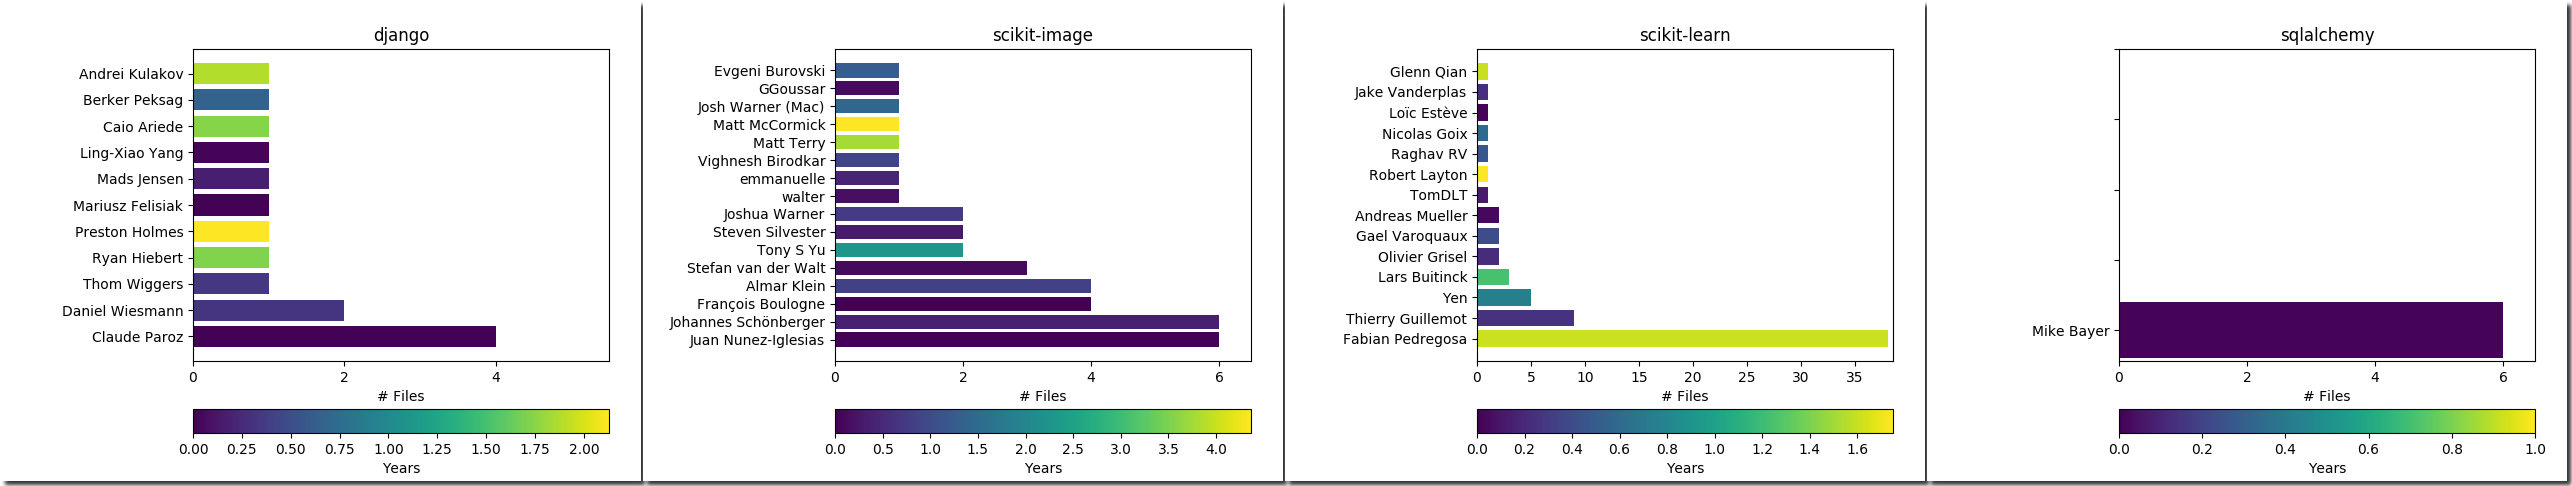 django
Andrei Kulakov
Berker Peksag
Caio Ariede
Ling-Xiao Yang
Mads Jensen
Mariusz Felisiak
Preston Holmes
Ryan Hiebert
Thom Wiggers
Daniel Wiesmann
Claude Paroz
0 2 4
# Files
0.00 0.25 0.50 0.75 1.00 1.25 1.50 1.75 2.00
Years
scikit-image
Evgeni Burovski
GGoussar
Josh Warner (Mac)
Matt McCormick
Matt Terry
Vighnesh Birodkar
emmanuelle
walter
Joshua Warner
Steven Silvester
Tony S Yu
Stefan van der Walt
Almar Klein
François Boulogne
Johannes Schönberger
Juan Nunez-Iglesias
0 2 4 6
# Files
0.0 0.5 1.0 1.5 2.0 2.5 3.0 3.5 4.0
Years
scikit-learn
Glenn Qian
Jake Vanderplas
Loïc Estève
Nicolas Goix
Raghav RV
Robert Layton
TomDLT
Andreas Mueller
Gael Varoquaux
Olivier Grisel
Lars Buitinck
Yen
Thierry Guillemot
Fabian Pedregosa
0 5 10 15 20 25 30 35
# Files
0.0 0.2 0.4 0.6 0.8 1.0 1.2 1.4 1.6
Years
sqlalchemy
Mike Bayer
0 2 4 6
# Files
0.0 0.2 0.4 0.6 0.8 1.0
Years